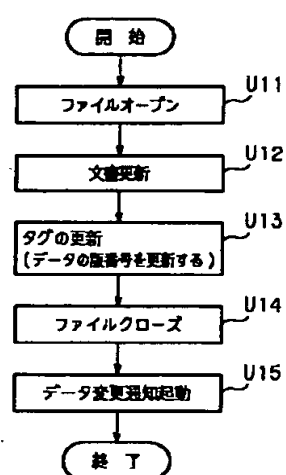 開 始
U11
ファイルオープン
U12
文書更新
U13
タグの更新
(データの版番号を更新する)
U14
ファイルクローズ
U15
データ変更通知起動
終 了